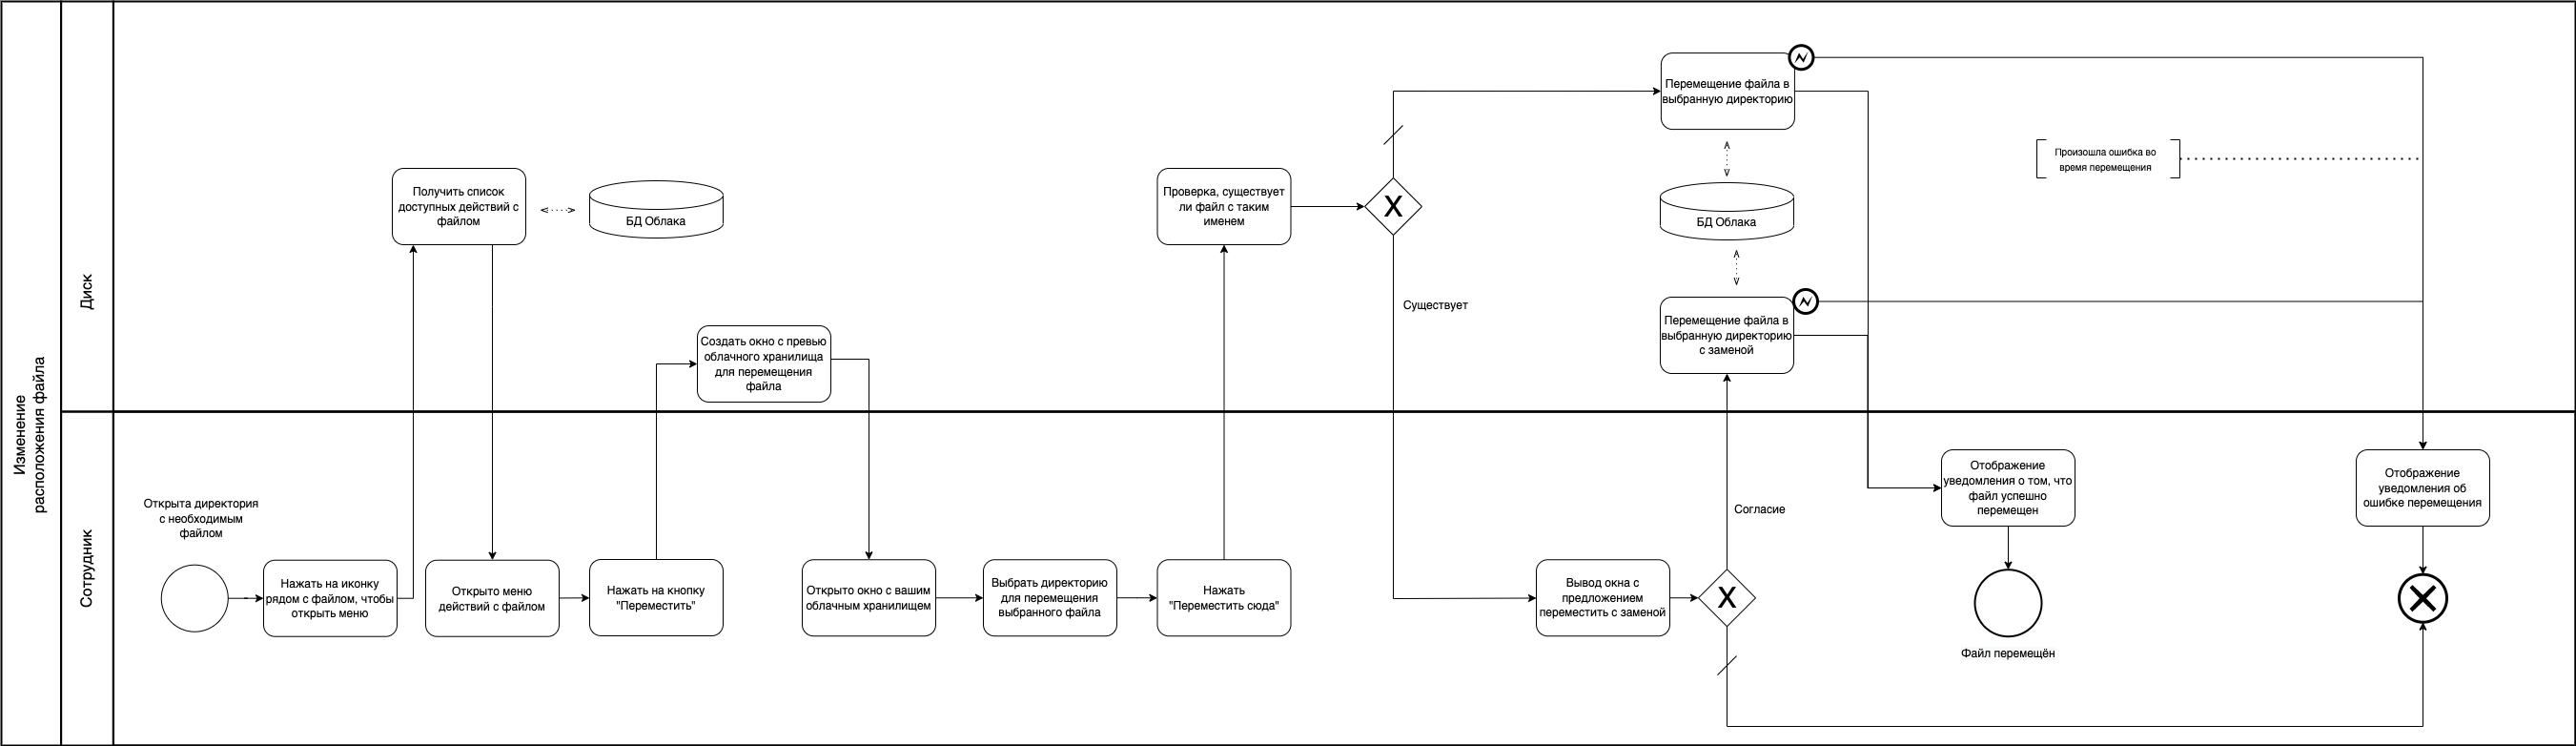 Изменение
расположения файла
Диск
Сотрудник
Перемещение файла в
выбранную директорию
Произошла ошибка во
время перемещения
Получить список
доступных действий с
файлом
БД Облака
Проверка, существует
ли файл с таким
именем
X
БД Облака
Существует
Создать окно с превью
облачного хранилища
для перемещения
файла
Перемещение файла в
выбранную директорию
с заменой
Открыта директория
с необходимым
файлом
Нажать на иконку
рядом с файлом, чтобы
открыть меню
Открыто меню
действий с файлом
Нажать на кнопку
"Переместить"
Открыто окно с вашим
облачным хранилищем
Выбрать директорию
для перемещения
выбранного файла
Нажать
"Переместить сюда"
Вывод окна с
предложением
переместить с заменой
X
Согласие
Отображение
уведомления о том, что
файл успешно
перемещен
Файл перемещён
Отображение
уведомления об
ошибке перемещения